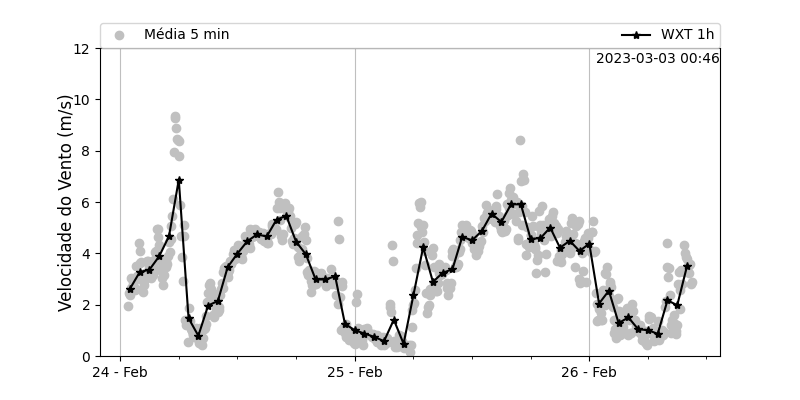 Média 5 min
WXT 1h
2023-03-03 00:46
Velocidade do Vento (m/s)
12
10
8
6
4
2
0
24 - Feb
25 - Feb
26 - Feb